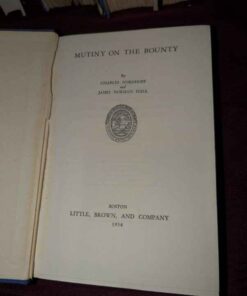 MUTINY ON THE BOUNTY
By
CHARLES NORDHOFF
and
JAMES NORMAN HALL
BOSTON
LITTLE, BROWN, AND COMPANY